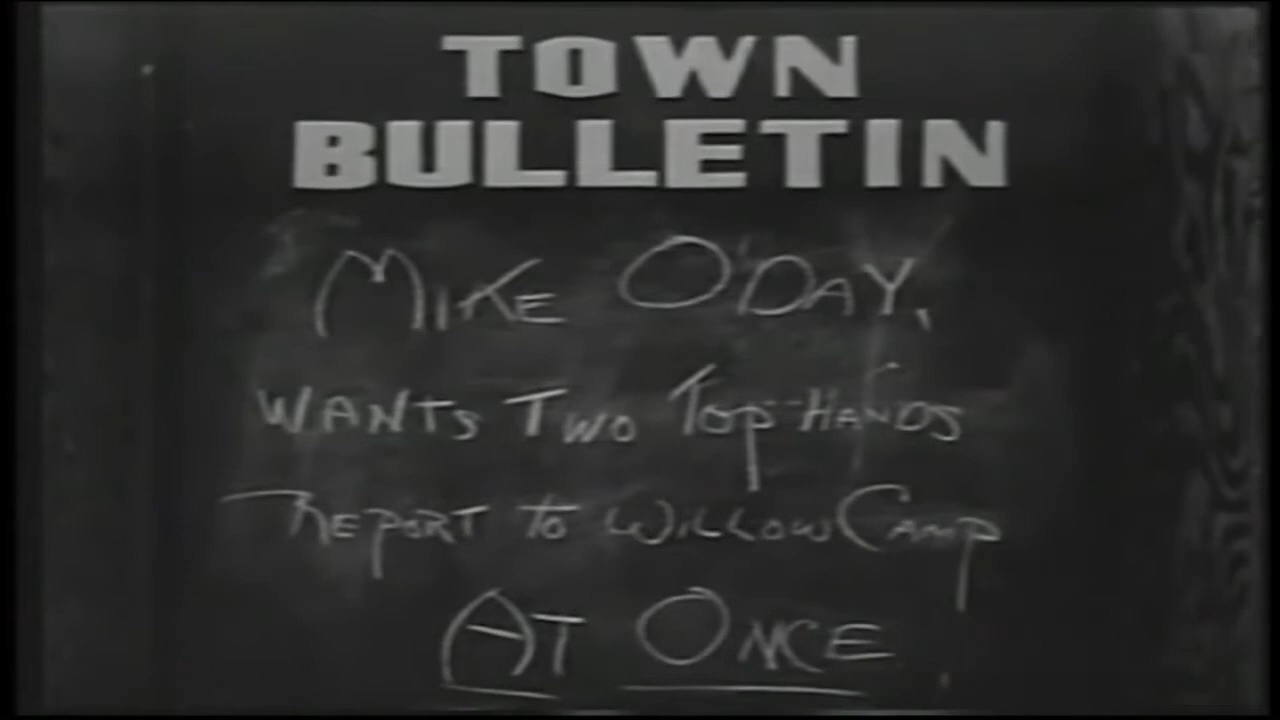 TOWN
BULLETIN
MIKE O'DAY,
WANTS TWO TOP-HANDS
REPORT TO WILLOW CAMP
AT ONCE.